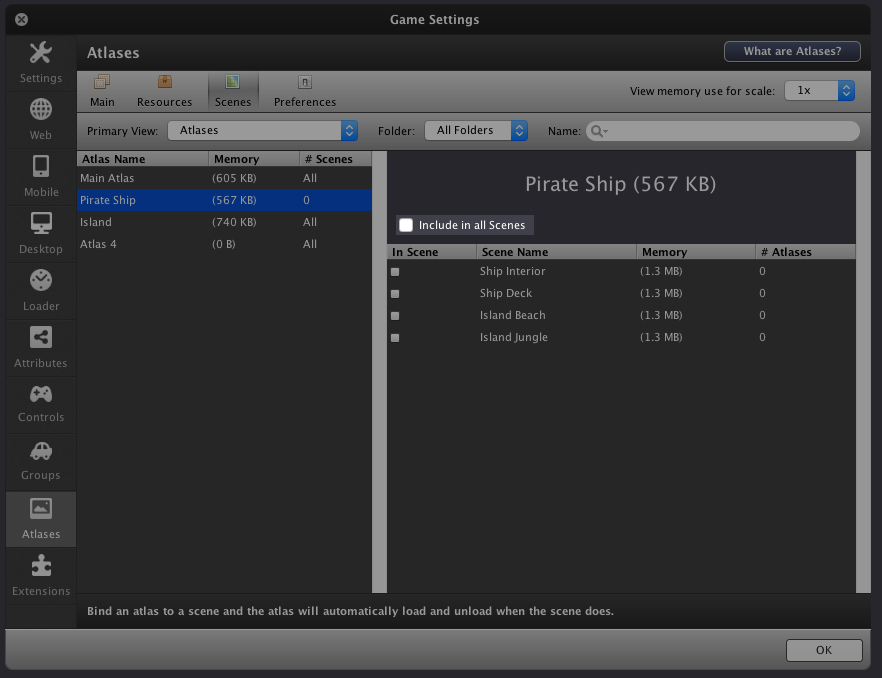 Game Settings
Settings
Web
Mobile
Desktop
Loader
Attributes
Controls
Groups
Atlases
Extensions
Atlases What are Atlases?
Main Resources Scenes Preferences View memory use for scale: 1x
Primary View: Atlases Folder: All Folders Name:
Atlas Name Memory # Scenes
Main Atlas (605 KB) All
Pirate Ship (567 KB) 0
Island (740 KB) All
Atlas 4 (0 B) All
Pirate Ship (567 KB)
Include in all Scenes
In Scene Scene Name Memory # Atlases
Ship Interior (1.3 MB) 0
Ship Deck (1.3 MB) 0
Island Beach (1.3 MB) 0
Island Jungle (1.3 MB) 0
Bind an atlas to a scene and the atlas will automatically load and unload when the scene does.
OK